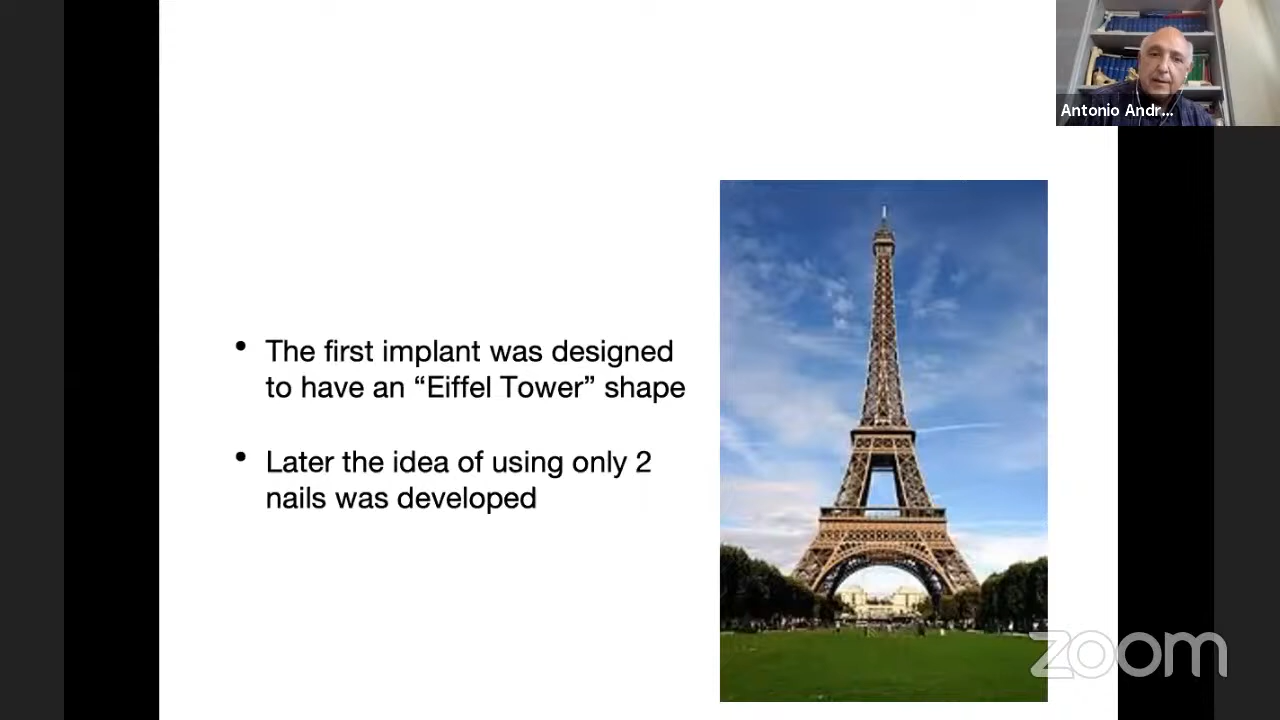 Antonio Andr...
• The first implant was designed
to have an “Eiffel Tower” shape
• Later the idea of using only 2
nails was developed
zoom